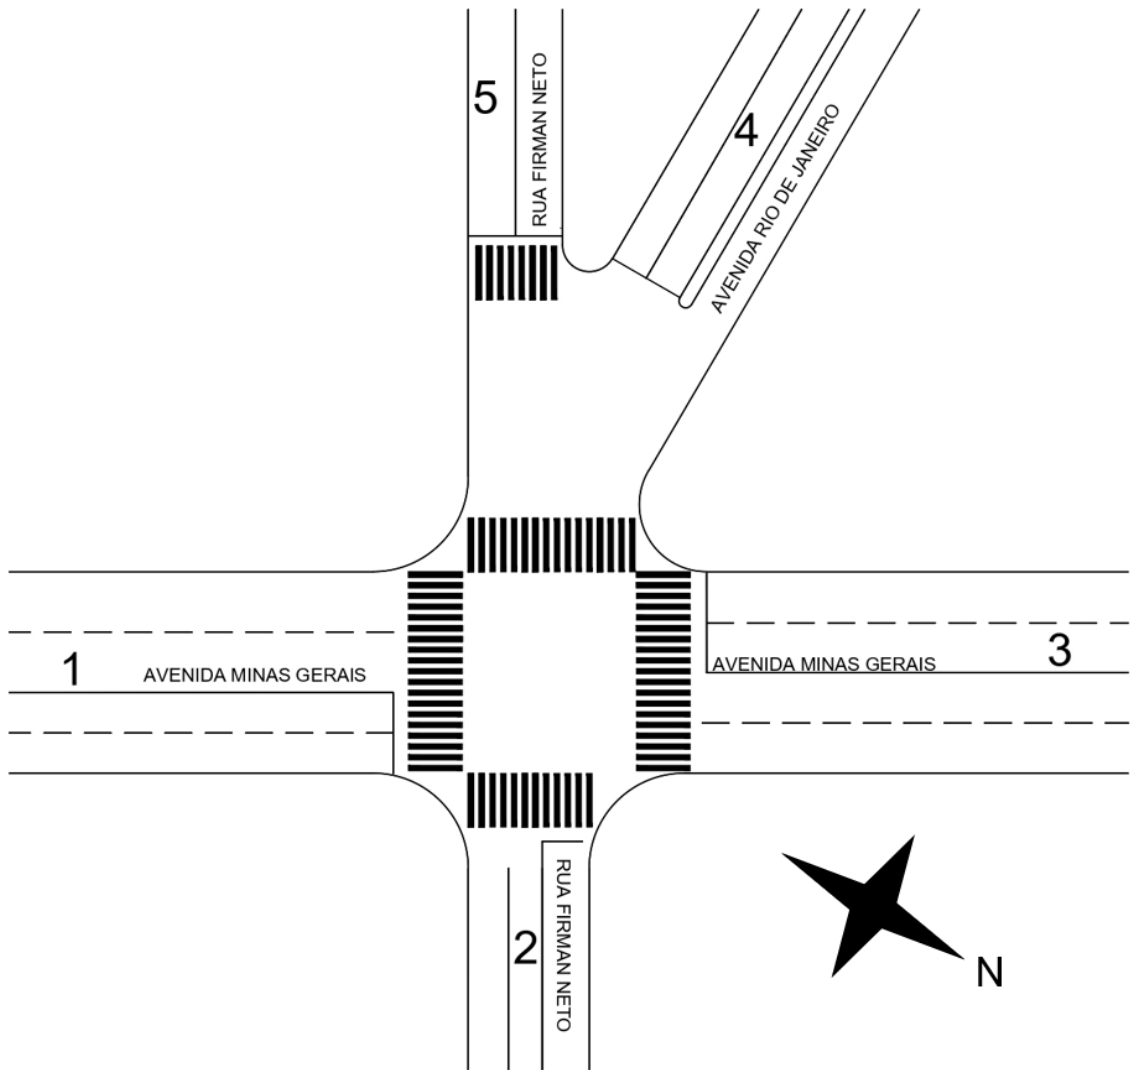 5
RUA FIRMAN NETO
4
AVENIDA RIO DE JANEIRO
1
AVENIDA MINAS GERAIS
AVENIDA MINAS GERAIS
3
2
RUA FIRMAN NETO
N